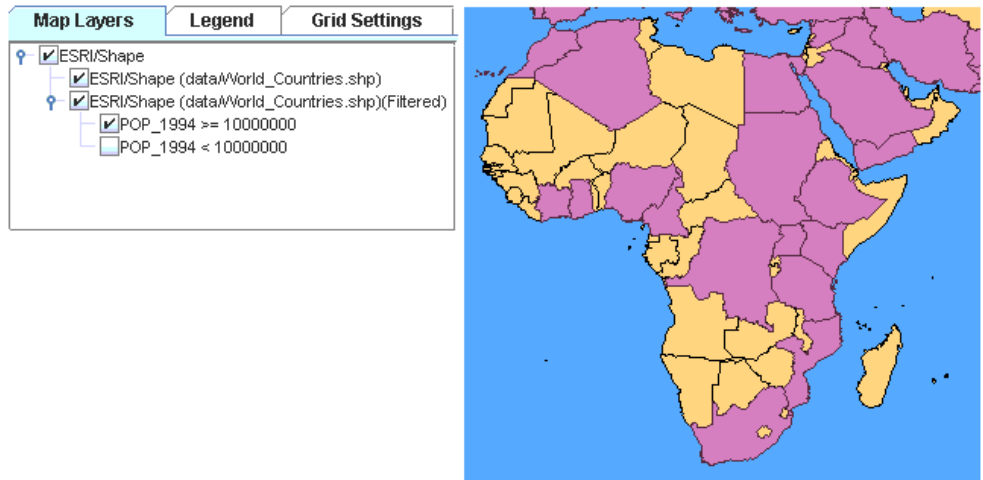 Map Layers Legend Grid Settings
ESRI/Shape
ESRI/Shape (data/World_Countries.shp)
ESRI/Shape (data/World_Countries.shp)(Filtered)
POP_1994 >= 10000000
POP_1994 < 10000000